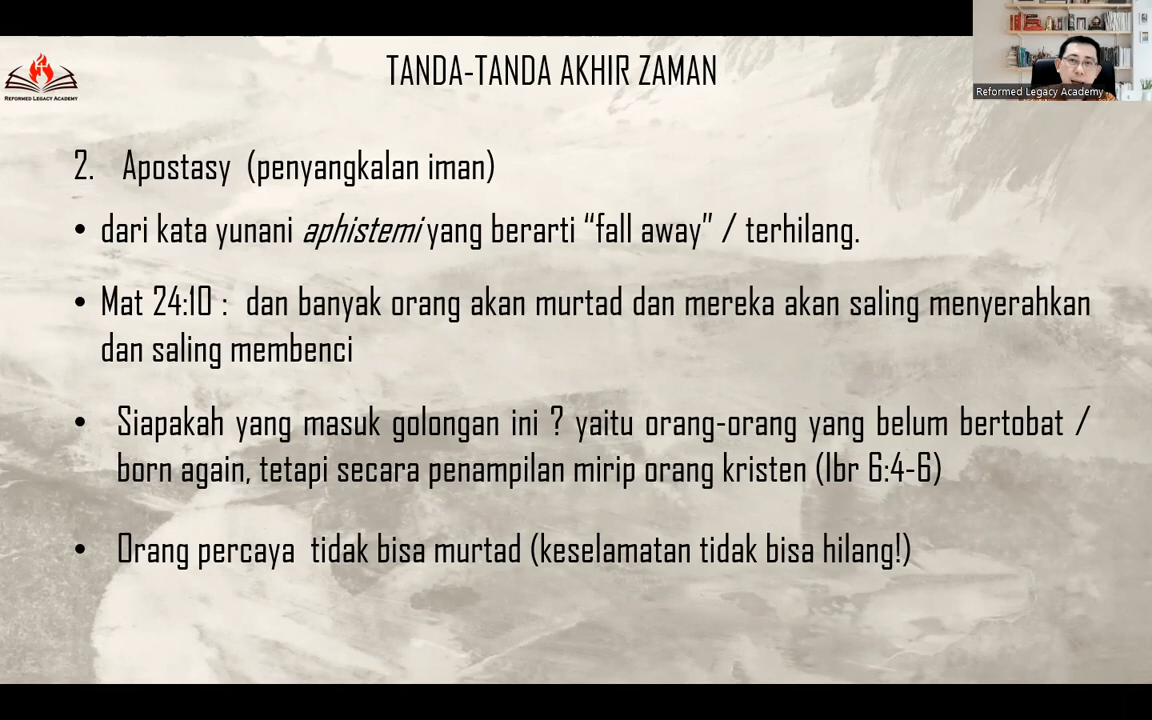 TANDA-TANDA AKHIR ZAMAN
REFORMED LEGACY ACADEMY
Reformed Legacy Academy
2. Apostasy (penyangkalan iman)
• dari kata yunani aphistemi yang berarti “fall away” / terhilang.
• Mat 24:10 : dan banyak orang akan murtad dan mereka akan saling menyerahkan
dan saling membenci
• Siapakah yang masuk golongan ini ? yaitu orang-orang yang belum bertobat /
born again, tetapi secara penampilan mirip orang kristen (Ibr 6:4-6)
• Orang percaya tidak bisa murtad (keselamatan tidak bisa hilang!)